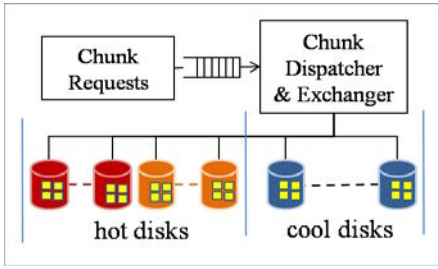 Chunk
Requests
Chunk
Dispatcher
& Exchanger
hot disks
cool disks